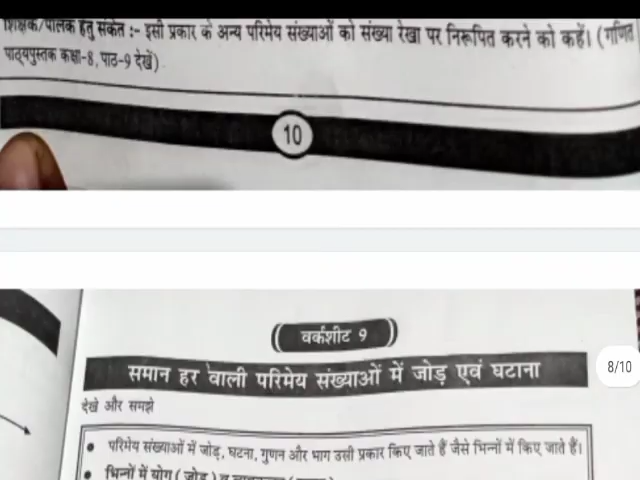 शिक्षक/पालक हेतु संकेत :- इसी प्रकार के अन्य परिमेय संख्याओं को संख्या रेखा पर निरूपित करने को कहें। (गणित
पाठ्यपुस्तक कक्षा-8, पाठ-9 देखें)
10
वर्कशीट 9
समान हर वाली परिमेय संख्याओं में जोड़ एवं घटाना
8/10
देखे और समझे
• परिमेय संख्याओं में जोड़, घटना, गुणन और भाग उसी प्रकार किए जाते हैं जैसे भिन्नों में किए जाते हैं।
• भिन्नों में योग ( जोड़ )